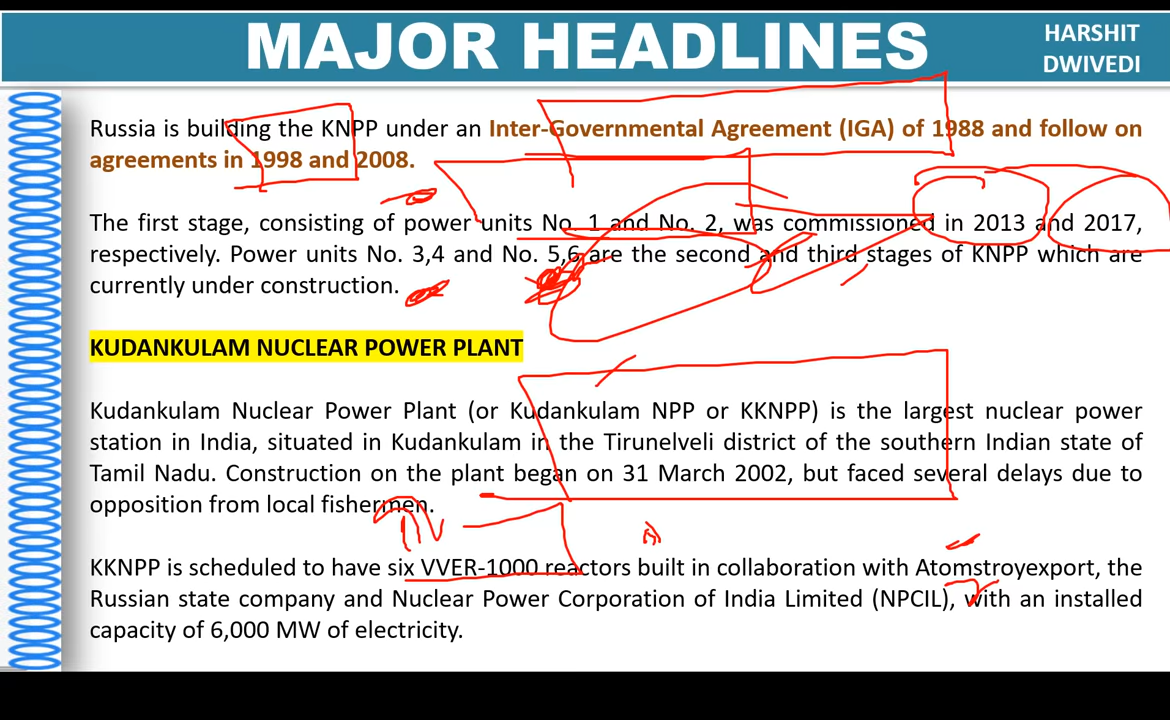 MAJOR HEADLINES
HARSHIT
DWIVEDI
Russia is building the KNPP under an Inter-Governmental Agreement (IGA) of 1988 and follow on
agreements in 1998 and 2008.
The first stage, consisting of power units No. 1 and No. 2, was commissioned in 2013 and 2017,
respectively. Power units No. 3,4 and No. 5,6 are the second and third stages of KNPP which are
currently under construction.
KUDANKULAM NUCLEAR POWER PLANT
Kudankulam Nuclear Power Plant (or Kudankulam NPP or KKNPP) is the largest nuclear power
station in India, situated in Kudankulam in the Tirunelveli district of the southern Indian state of
Tamil Nadu. Construction on the plant began on 31 March 2002, but faced several delays due to
opposition from local fishermen.
KKNPP is scheduled to have six VVER-1000 reactors built in collaboration with Atomstroyexport, the
Russian state company and Nuclear Power Corporation of India Limited (NPCIL), with an installed
capacity of 6,000 MW of electricity.